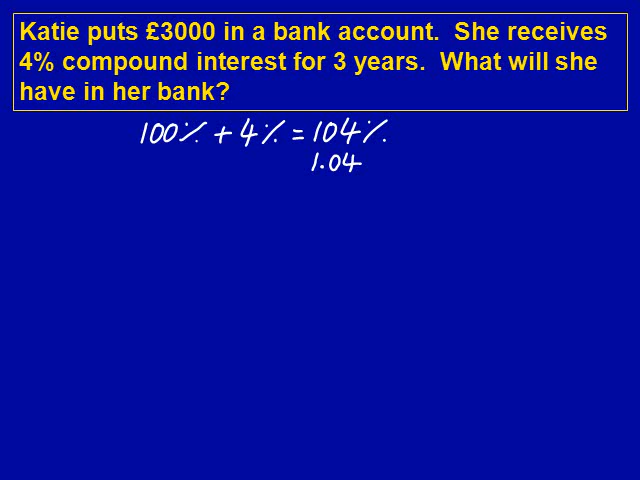 Katie puts £3000 in a bank account. She receives
4% compound interest for 3 years. What will she
have in her bank?
100% + 4% = 104%
1.04